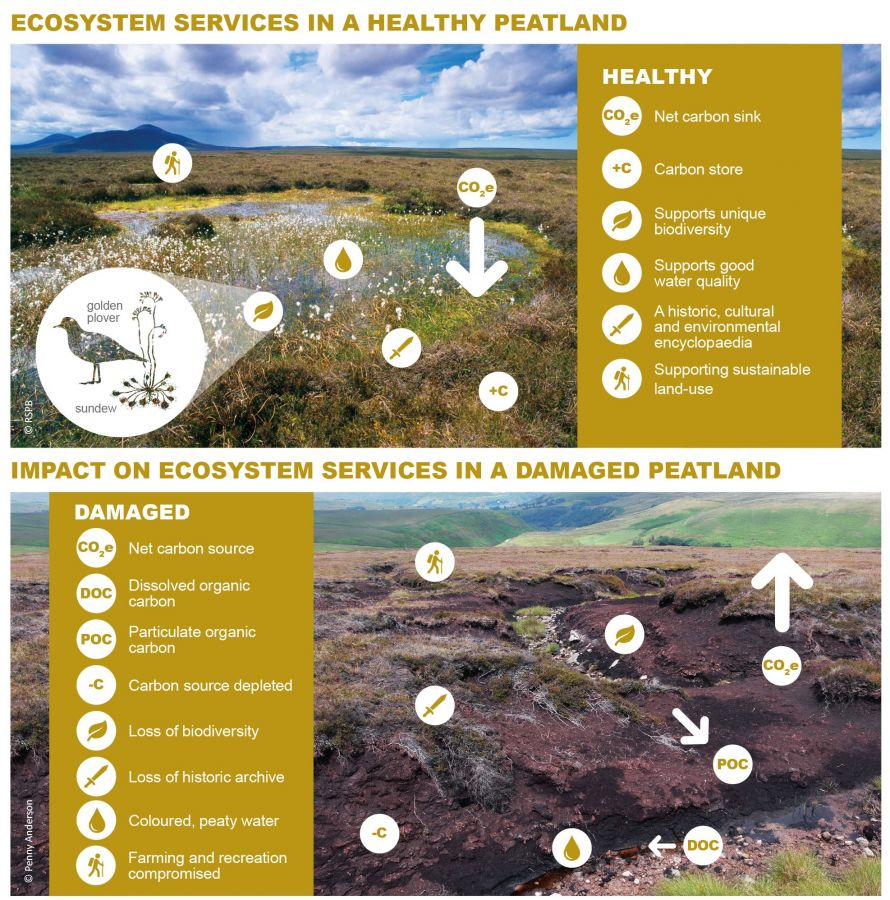 ECOSYSTEM SERVICES IN A HEALTHY PEATLAND
HEALTHY
CO2e
Net carbon sink
+C
Carbon store
Supports unique
biodiversity
Supports good
water quality
A historic, cultural
and environmental
encyclopaedia
Supporting sustainable
land-use
CO2e
golden
plover
sundew
+C
© RSPB
IMPACT ON ECOSYSTEM SERVICES IN A DAMAGED PEATLAND
DAMAGED
CO2e
Net carbon source
DOC
Dissolved organic
carbon
POC
Particulate organic
carbon
-C
Carbon source depleted
Loss of biodiversity
Loss of historic archive
Coloured, peaty water
Farming and recreation
compromised
CO2e
POC
-C
DOC
© Penny Anderson